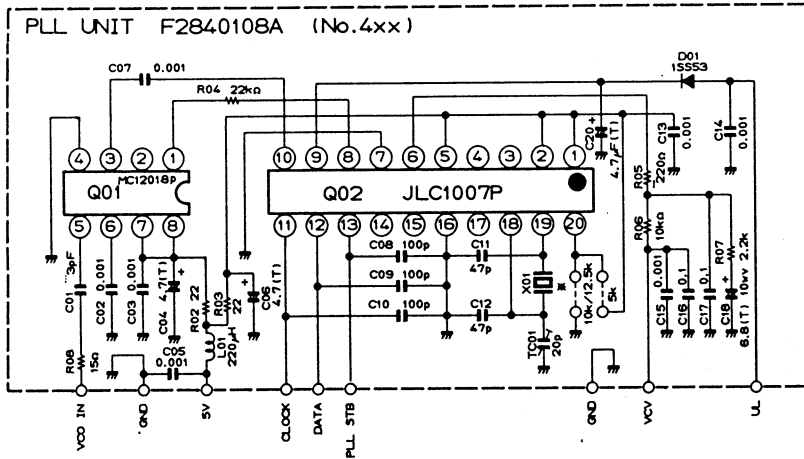 PLL UNIT F2840108A (No.4xx)
C07 0.001
R04 22kΩ
D01
1SS53
C20 +
4.7μF(T)
C13
0.001
C14
0.001
4 3 2 1
MC12018p
Q01
5 6 7 8
10 9 8 7 6 5 4 3 2 1
Q02 JLC1007P
11 12 13 14 15 16 17 18 19 20
R05
220Ω
R06
10kΩ
R07
2.2k
C01
3pF
C02
0.001
C03
0.001
C04
4.7(T)
+
R02
22
R03
22
C06
4.7(T)
+
L01
220μH
C05
0.001
R08
15Ω
C08 100p
C09 100p
C10 100p
C11
47p
C12
47p
X01
※
TC01
20p
10k/12.5k
5k
C15
0.001
C16
0.1
C17
0.1
C18 +
6.8(T) 10wv
VCO IN
GND
5V
CLOCK
DATA
PLL STB
GND
VCV
UL